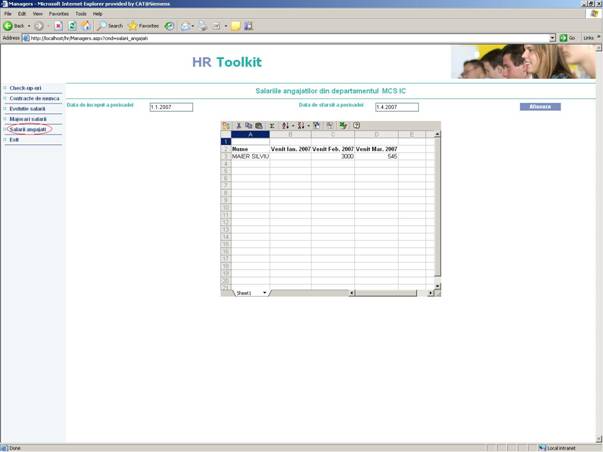 Managers - Microsoft Internet Explorer provided by CAT@Siemens
File Edit View Favorites Tools Help
Back Search Favorites
Address http://localhost/hr/Managers.aspx?cmd=salarii_angajati Go Links »
HR Toolkit
Salariile angajatilor din departamentul MCS IC
Check-up-uri
Contracte de munca
Evolutie salarii
Majorari salarii
Salarii angajati
Exit
Data de inceput a perioadei 1.1.2007 Data de sfarsit a perioadei 1.4.2007 Afiseaza
A B C D E
1
2 Nume Venit Ian. 2007 Venit Feb. 2007 Venit Mar. 2007
3 MAIER SILVIU 3000 545
4
5
6
7
8
9
10
11
12
13
14
15
16
17
18
19
20
21
Sheet1
Done Local intranet